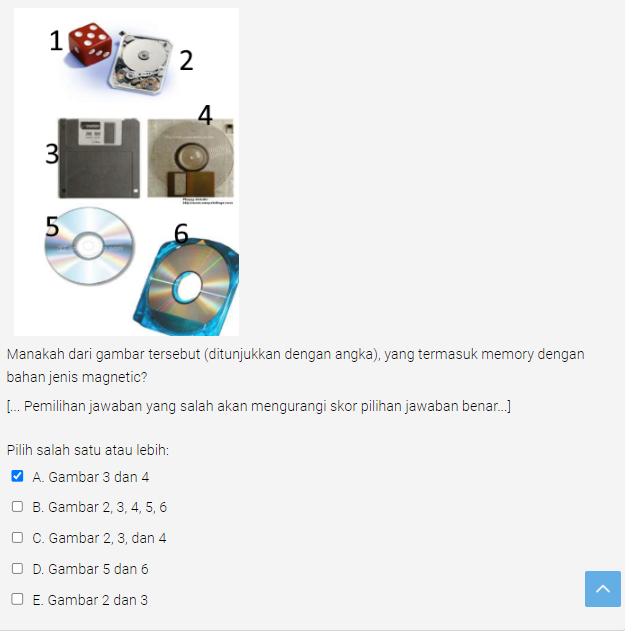 1
2
3
4
5
6
Manakah dari gambar tersebut (ditunjukkan dengan angka), yang termasuk memory dengan
bahan jenis magnetic?
[... Pemilihan jawaban yang salah akan mengurangi skor pilihan jawaban benar...]
Pilih salah satu atau lebih:
A. Gambar 3 dan 4
B. Gambar 2, 3, 4, 5, 6
C. Gambar 2, 3, dan 4
D. Gambar 5 dan 6
E. Gambar 2 dan 3